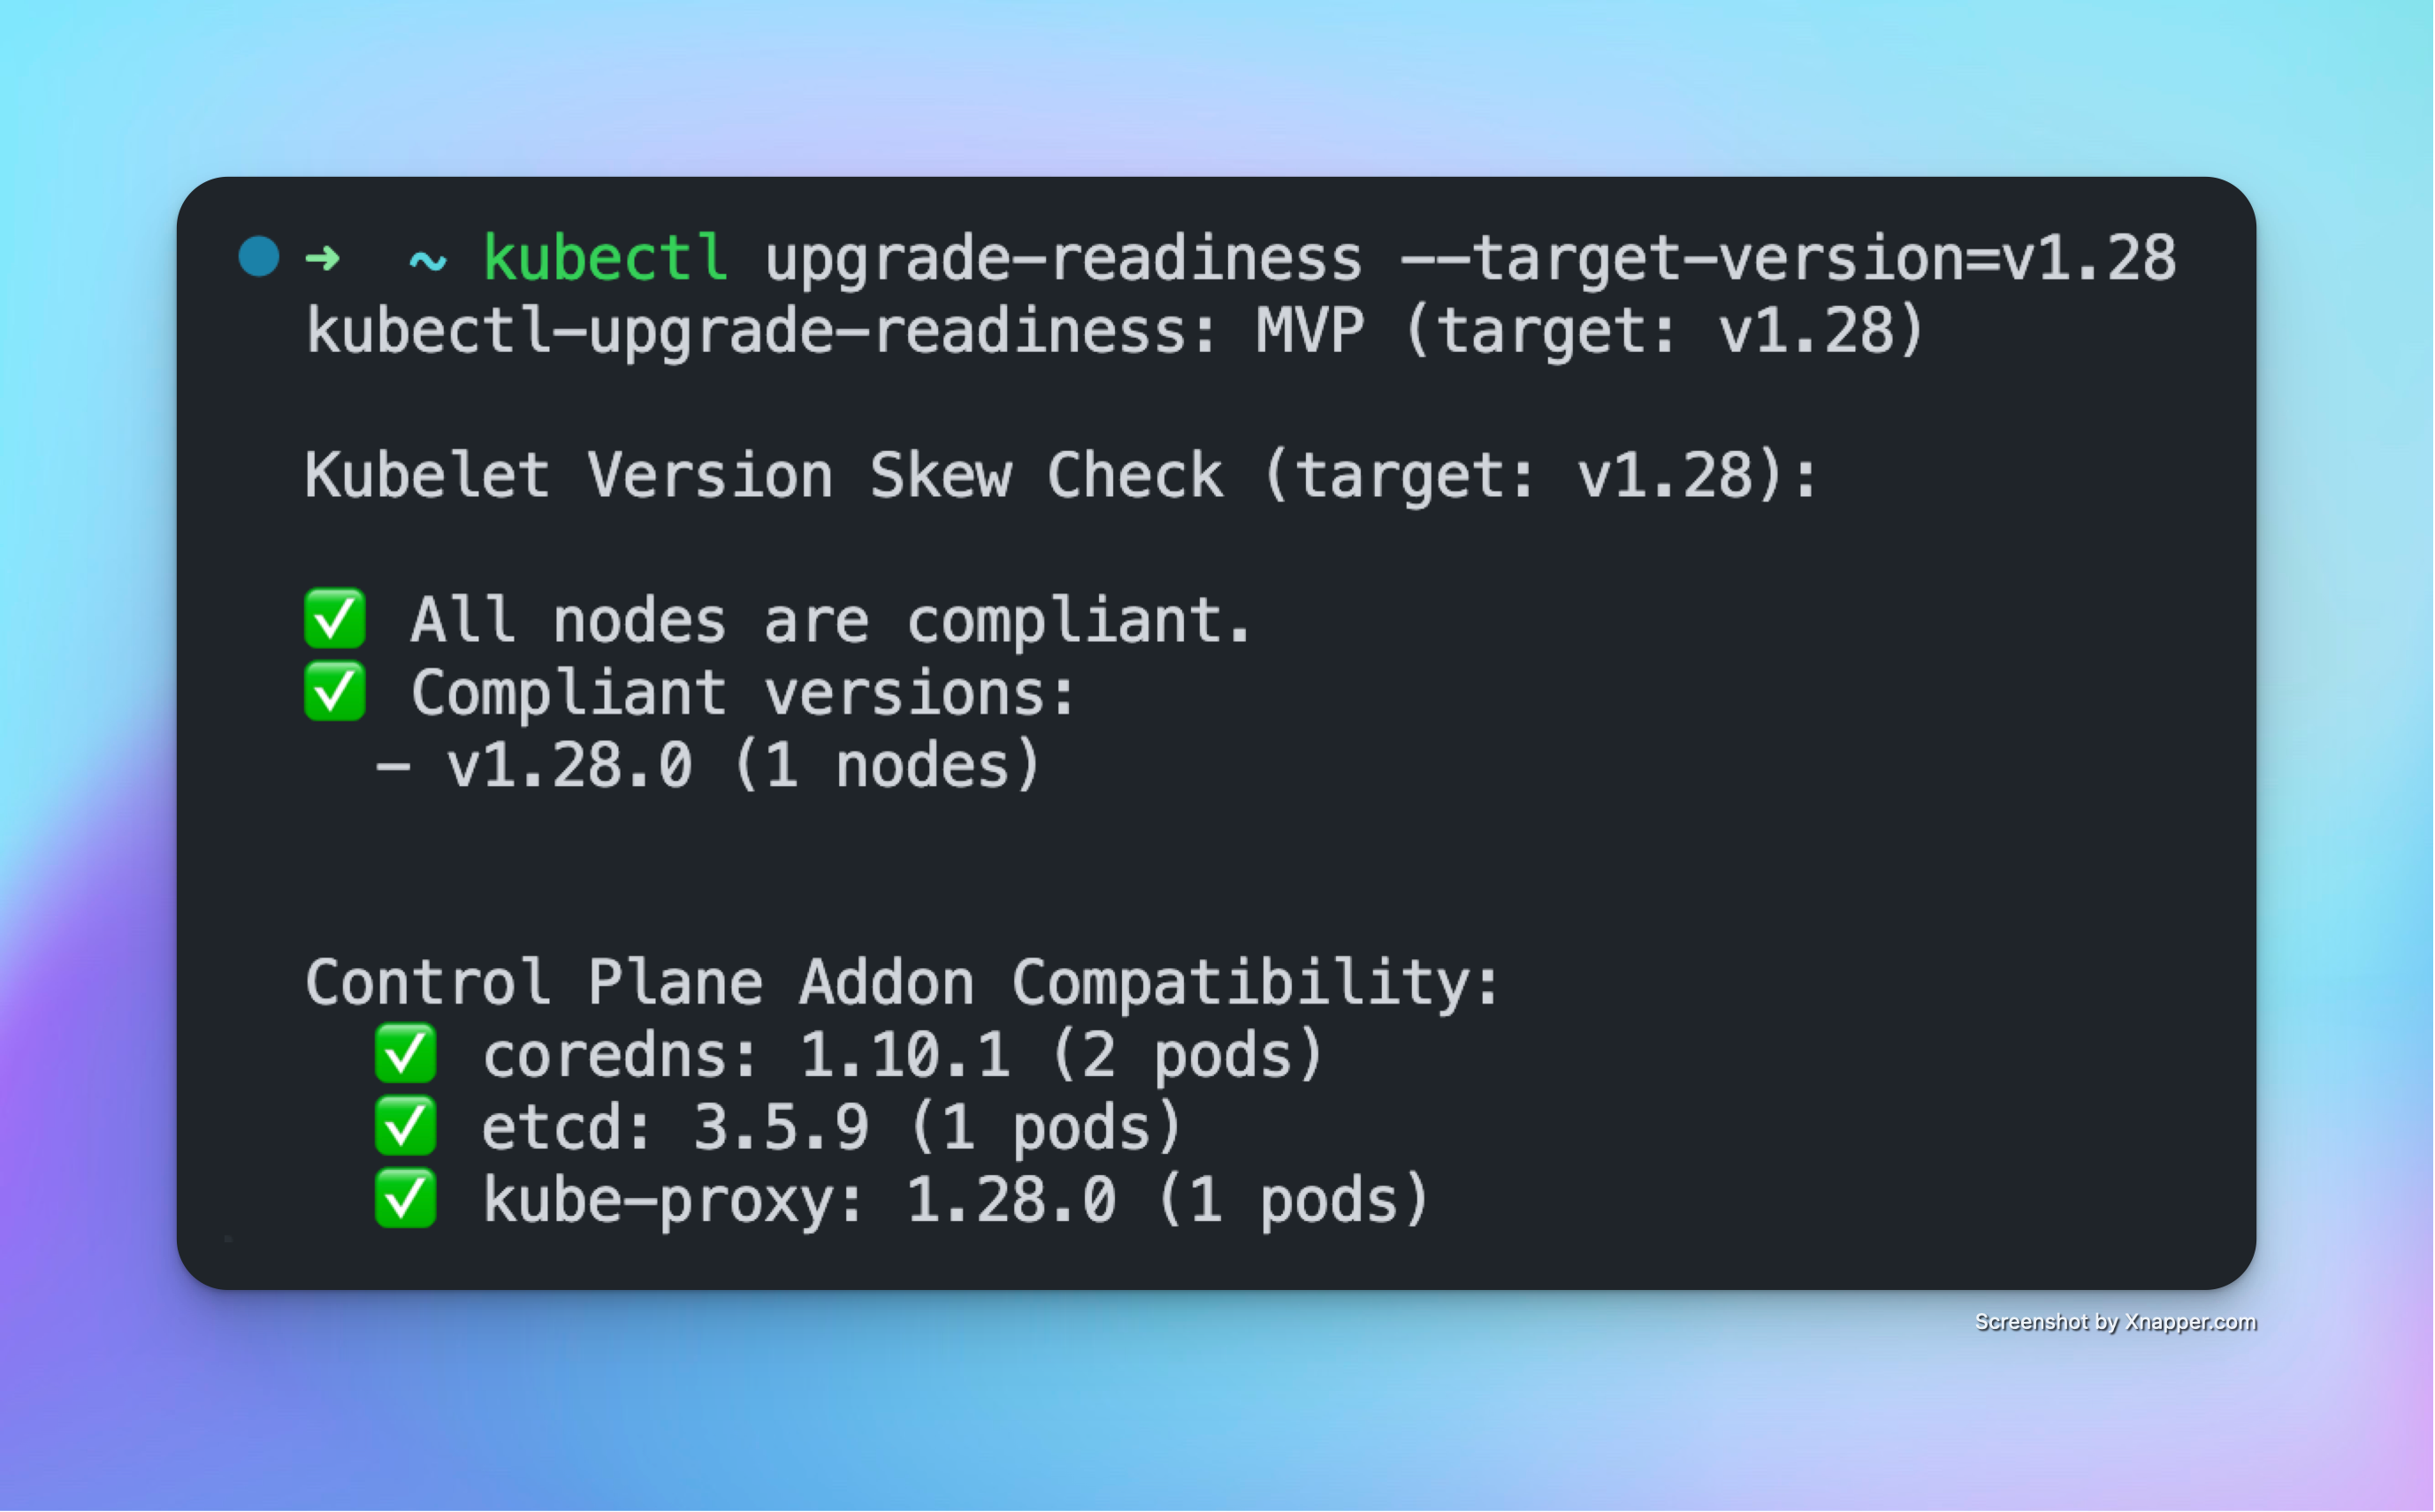 ➜  ~ kubectl upgrade-readiness --target-version=v1.28
kubectl-upgrade-readiness: MVP (target: v1.28)
Kubelet Version Skew Check (target: v1.28):
✅ All nodes are compliant.
✅ Compliant versions:
- v1.28.0 (1 nodes)
Control Plane Addon Compatibility:
✅ coredns: 1.10.1 (2 pods)
✅ etcd: 3.5.9 (1 pods)
✅ kube-proxy: 1.28.0 (1 pods)
Screenshot by Xnapper.com